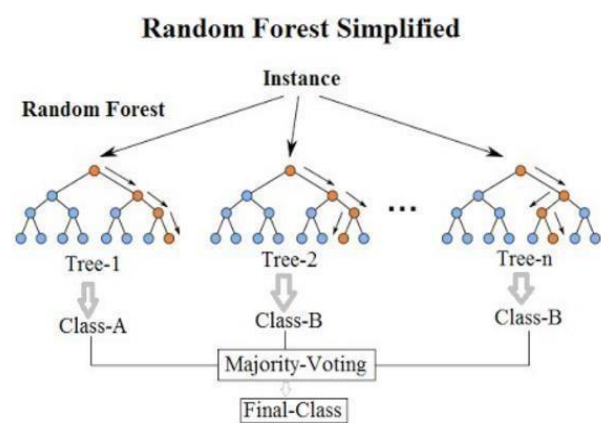 Random Forest Simplified
Instance
Random Forest
...
Tree-1
Tree-2
Tree-n
Class-A
Class-B
Class-B
Majority-Voting
Final-Class